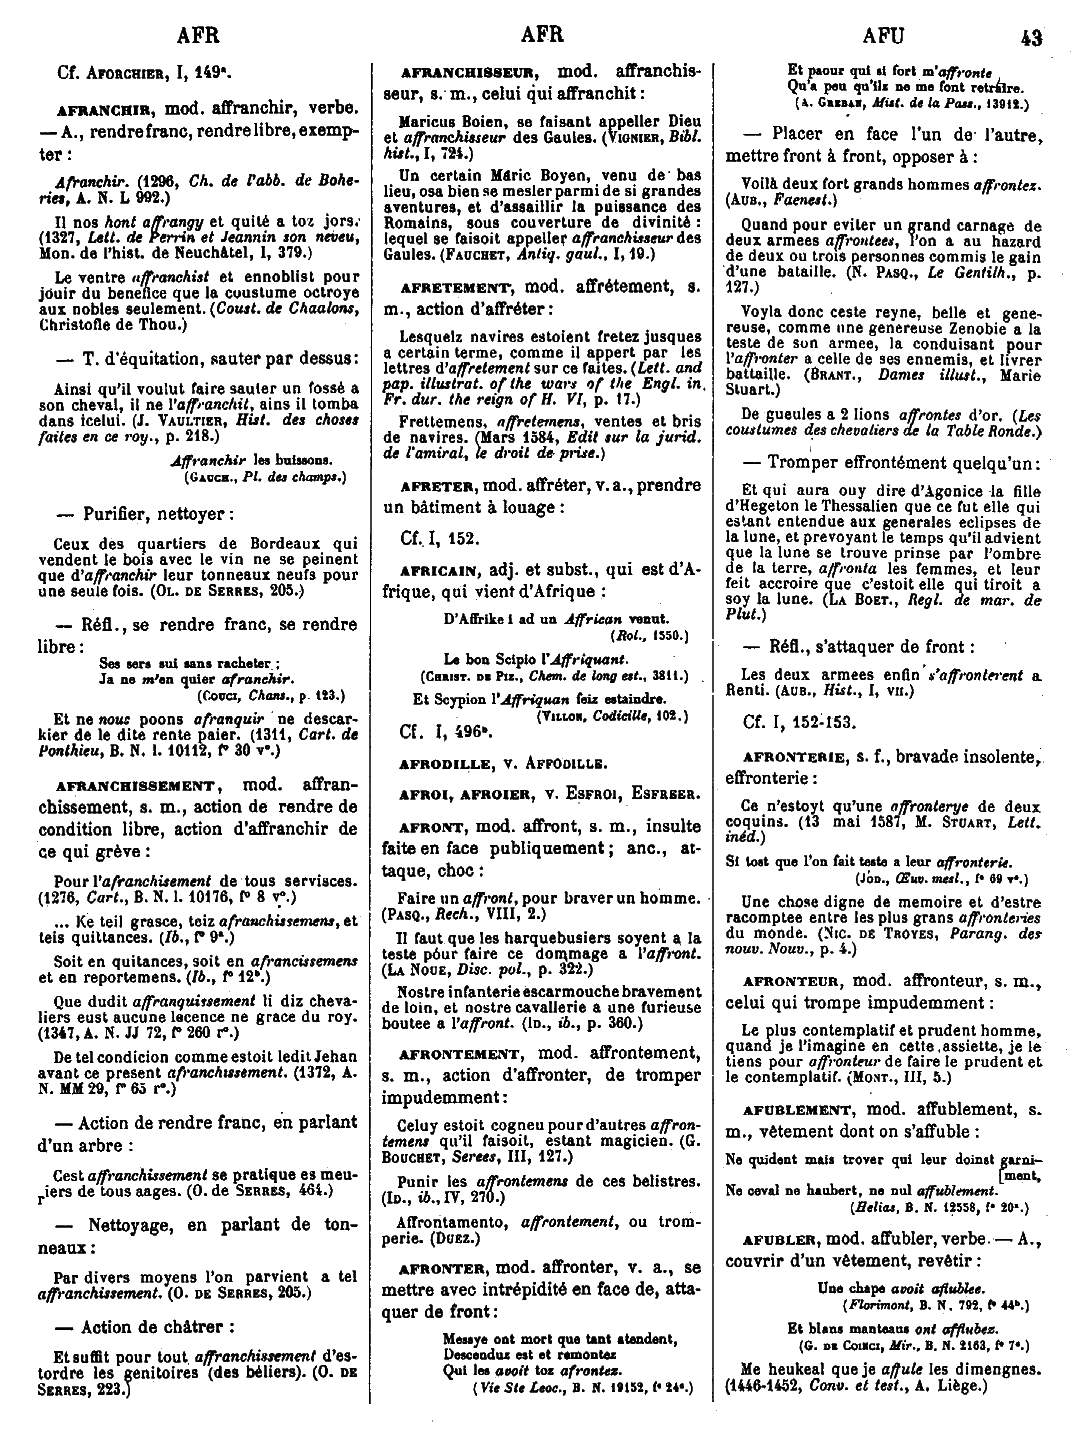 AFR
AFR
AFU
43
Cf. AFORCHIER, I, 149ᵃ.
AFRANCHIR, mod. affranchir, verbe.
— A., rendre franc, rendre libre, exemp-
ter :
Afranchir. (1296, Ch. de l'abb. de Bohe-
ries, A. N. L 992.)
Il nos hont affrangy et quité a toz jors.
(1327, Lett. de Perrin et Jeannin son neveu,
Mon. de l'hist. de Neuchâtel, I, 379.)
Le ventre affranchist et ennoblist pour
jouir du benefice que la coustume octroye
aux nobles seulement. (Coust. de Chaalons,
Christofle de Thou.)
— T. d'équitation, sauter par dessus :
Ainsi qu'il voulut faire sauter un fossé a
son cheval, il ne l'affranchit, ains il tomba
dans icelui. (J. VAULTIER, Hist. des choses
faites en ce roy., p. 218.)
Affranchir les buissons.
(GAUCH., Pl. des champs.)
— Purifier, nettoyer :
Ceux des quartiers de Bordeaux qui
vendent le bois avec le vin ne se peinent
que d'affranchir leur tonneaux neufs pour
une seule fois. (OL. DE SERRES, 205.)
— Réfl., se rendre franc, se rendre
libre :
Ses sers sui sans racheter ;
Ja ne m'en quier afranchir.
(COUCI, Chans., p. 123.)
Et ne nous poons afranquir ne descar-
kier de le dite rente paier. (1311, Cart. de
Ponthieu, B. N. l. 10112, fº 30 vº.)
AFRANCHISSEMENT, mod. affran-
chissement, s. m., action de rendre de
condition libre, action d'affranchir de
ce qui grève :
Pour l'afranchisement de tous servisces.
(1276, Cart., B. N. l. 10176, fº 8 vº.)
... Ke teil grasce, teiz afranchisemens, et
teis quittances. (Ib., fº 9ᵃ.)
Soit en quitances, soit en afrancissemens
et en reportemens. (Ib., fº 12ᵇ.)
Que dudit affranquissement li diz cheva-
liers eust aucune lecence ne grace du roy.
(1347, A. N. JJ 72, fº 260 rº.)
De tel condicion comme estoit ledit Jehan
avant ce present afranchissement. (1372, A.
N. MM 29, fº 65 rº.)
— Action de rendre franc, en parlant
d'un arbre :
Cest affranchissement se pratique es meu-
riers de tous aages. (O. de SERRES, 464.)
— Nettoyage, en parlant de ton-
neaux :
Par divers moyens l'on parvient a tel
affranchissement. (O. DE SERRES, 205.)
— Action de châtrer :
Et suffit pour tout affranchissement d'es-
tordre les genitoires (des béliers). (O. DE
SERRES, 223.)
AFRANCHISSEUR, mod. affranchis-
seur, s. m., celui qui affranchit :
Maricus Boien, se faisant appeller Dieu
et affranchisseur des Gaules. (VIGNIER, Bibl.
hist., I, 724.)
Un certain Maric Boyen, venu de bas
lieu, osa bien se mesler parmi de si grandes
aventures, et d'assaillir la puissance des
Romains, sous couverture de divinité :
lequel se faisoit appeller affranchisseur des
Gaules. (FAUCHET, Antiq. gaul., I, 19.)
AFRETEMENT, mod. affrétement, s.
m., action d'affréter :
Lesquelz navires estoient fretez jusques
a certain terme, comme il appert par les
lettres d'affretement sur ce faites. (Lett. and
pap. illustrat. of the wars of the Engl. in.
Fr. dur. the reign of H. VI, p. 17.)
Frettemens, affretemens, ventes et bris
de navires. (Mars 1584, Edit sur la jurid.
de l'amiral, le droit de prise.)
AFRETER, mod. affréter, v. a., prendre
un bâtiment à louage :
Cf. I, 152.
AFRICAIN, adj. et subst., qui est d'A-
frique, qui vient d'Afrique :
D'Affrike i ad un Affrican venut.
(Rol., 1550.)
Le bon Scipio l'Affriquant.
(CHRIST. DE PIZ., Chem. de long est., 3811.)
Et Scypion l'Affriquan feiz estaindre.
(VILLON, Codicille, 102.)
Cf. I, 496ᵇ.
AFRODILLE, V. AFFODILLE.
AFROI, AFROIER, V. ESFROI, ESFREER.
AFRONT, mod. affront, s. m., insulte
faite en face publiquement ; anc., at-
taque, choc :
Faire un affront, pour braver un homme.
(PASQ., Rech., VIII, 2.)
Il faut que les harquebusiers soyent a la
teste pour faire ce dommage a l'affront.
(LA NOUE, Disc. pol., p. 322.)
Nostre infanterie escarmouche bravement
de loin, et nostre cavallerie a une furieuse
boutee a l'affront. (ID., ib., p. 360.)
AFRONTEMENT, mod. affrontement,
s. m., action d'affronter, de tromper
impudemment :
Celuy estoit cogneu pour d'autres affron-
temens qu'il faisoit, estant magicien. (G.
BOUCHET, Serees, III, 127.)
Punir les affrontemens de ces belistres.
(ID., ib., IV, 270.)
Affrontamento, affrontement, ou trom-
perie. (DUEZ.)
AFRONTER, mod. affronter, v. a., se
mettre avec intrépidité en face de, atta-
quer de front :
Messye ont mort que tant atendent,
Descenduz est et remontez
Qui les avoit toz afrontez.
(Vie Ste Leoc., B. N. 19152, fº 24ᵃ.)
Et paour qui si fort m'affronte
Qu'a peu qu'ilz ne me font retraire.
(A. GREBAN, Mist. de la Pass., 13912.)
— Placer en face l'un de l'autre,
mettre front à front, opposer à :
Voilà deux fort grands hommes affrontez.
(AUB., Faenest.)
Quand pour eviter un grand carnage de
deux armees affrontees, l'on a au hazard
de deux ou trois personnes commis le gain
d'une bataille. (N. PASQ., Le Gentilh., p.
127.)
Voyla donc ceste reyne, belle et gene-
reuse, comme une genereuse Zenobie a la
teste de son armee, la conduisant pour
l'affronter a celle de ses ennemis, et livrer
battaille. (BRANT., Dames illust., Marie
Stuart.)
De gueules a 2 lions affrontes d'or. (Les
coustumes des chevaliers de la Table Ronde.)
— Tromper effrontément quelqu'un :
Et qui aura ouy dire d'Agonice la fille
d'Hegeton le Thessalien que ce fut elle qui
estant entendue aux generales eclipses de
la lune, et prevoyant le temps qu'il advient
que la lune se trouve prinse par l'ombre
de la terre, affronta les femmes, et leur
feit accroire que c'estoit elle qui tiroit a
soy la lune. (LA BOET., Regl. de mar. de
Plut.)
— Réfl., s'attaquer de front :
Les deux armees enfin s'affronterent a
Renti. (AUB., Hist., I, VII.)
Cf. I, 152-153.
AFRONTERIE, s. f., bravade insolente,
effronterie :
Ce n'estoyt qu'une affronterye de deux
coquins. (13 mai 1587, M. STUART, Lett.
inéd.)
Si tost que l'on fait teste a leur affronterie.
(JOD., Œuv. mesl., fº 69 vº.)
Une chose digne de memoire et d'estre
racomptee entre les plus grans affronteries
du monde. (NIC. DE TROYES, Parang. des
nouv. Nouv., p. 4.)
AFRONTEUR, mod. affronteur, s. m.,
celui qui trompe impudemment :
Le plus contemplatif et prudent homme,
quand je l'imagine en cette assiette, je le
tiens pour affronteur de faire le prudent et
le contemplatif. (MONT., III, 5.)
AFUBLEMENT, mod. affublement, s.
m., vêtement dont on s'affuble :
Ne quident mais trover qui leur doinst garni-
[ment,
Ne ceval ne haubert, ne nul affublement.
(Helias, B. N. 12558, fº 20ᵃ.)
AFUBLER, mod. affubler, verbe. — A.,
couvrir d'un vêtement, revêtir :
Une chape avoit aflublee.
(Florimont, B. N. 792, fº 44ᵇ.)
Et blans manteaus ont afflubez.
(G. DE COINCI, Mir., B. N. 2163, fº 7ᵃ.)
Me heukeal que je afule les dimengnes.
(1446-1452, Conv. et test., A. Liège.)